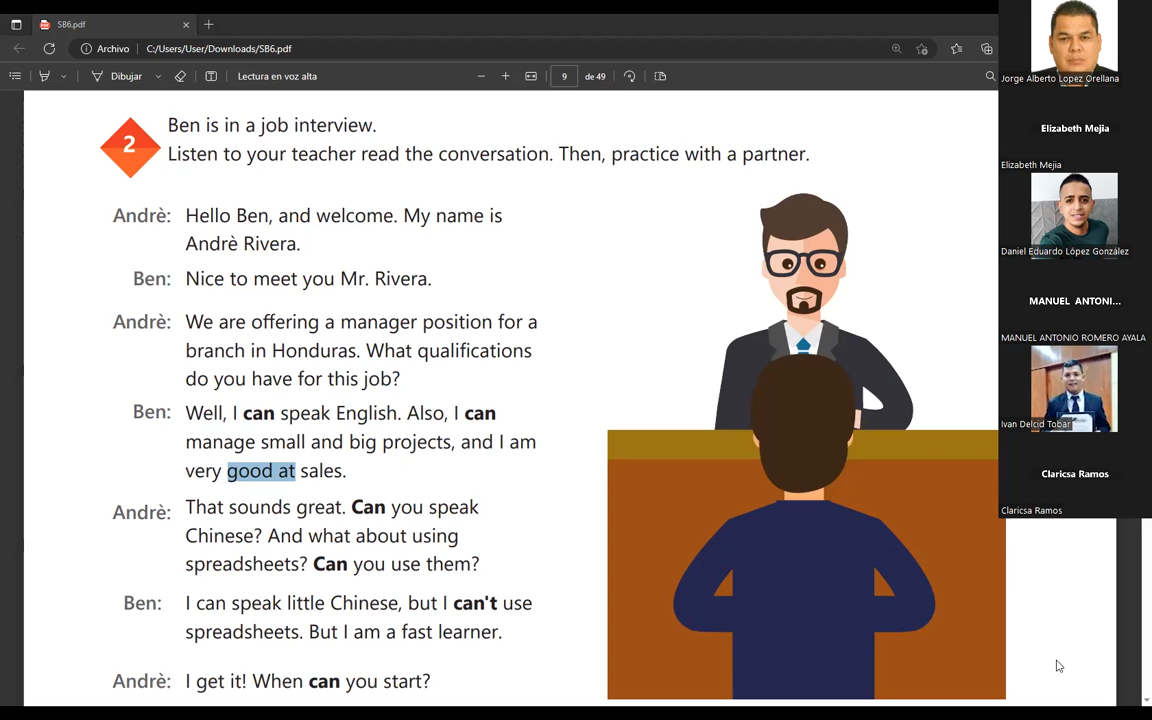 SB6.pdf
Archivo
C:/Users/User/Downloads/SB6.pdf
Dibujar
Lectura en voz alta
9
de 49
2
Ben is in a job interview.
Listen to your teacher read the conversation. Then, practice with a partner.
Andrè: Hello Ben, and welcome. My name is
Andrè Rivera.
Ben: Nice to meet you Mr. Rivera.
Andrè: We are offering a manager position for a
branch in Honduras. What qualifications
do you have for this job?
Ben: Well, I can speak English. Also, I can
manage small and big projects, and I am
very good at sales.
Andrè: That sounds great. Can you speak
Chinese? And what about using
spreadsheets? Can you use them?
Ben: I can speak little Chinese, but I can't use
spreadsheets. But I am a fast learner.
Andrè: I get it! When can you start?
Jorge Alberto Lopez Orellana
Elizabeth Mejia
Elizabeth Mejia
Daniel Eduardo López González
MANUEL ANTONI...
MANUEL ANTONIO ROMERO AYALA
Ivan Delcid Tobar
Claricsa Ramos
Claricsa Ramos